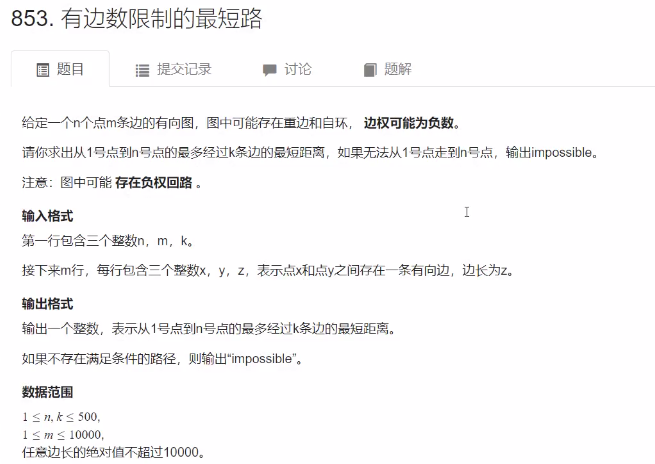 853. 有边数限制的最短路
题目 提交记录 讨论 题解
给定一个n个点m条边的有向图，图中可能存在重边和自环， 边权可能为负数。
请你求出从1号点到n号点的最多经过k条边的最短距离，如果无法从1号点走到n号点，输出impossible。
注意：图中可能 存在负权回路 。
输入格式
第一行包含三个整数n，m，k。
接下来m行，每行包含三个整数x，y，z，表示点x和点y之间存在一条有向边，边长为z。
输出格式
输出一个整数，表示从1号点到n号点的最多经过k条边的最短距离。
如果不存在满足条件的路径，则输出“impossible”。
数据范围
1 ≤ n, k ≤ 500,
1 ≤ m ≤ 10000,
任意边长的绝对值不超过10000。